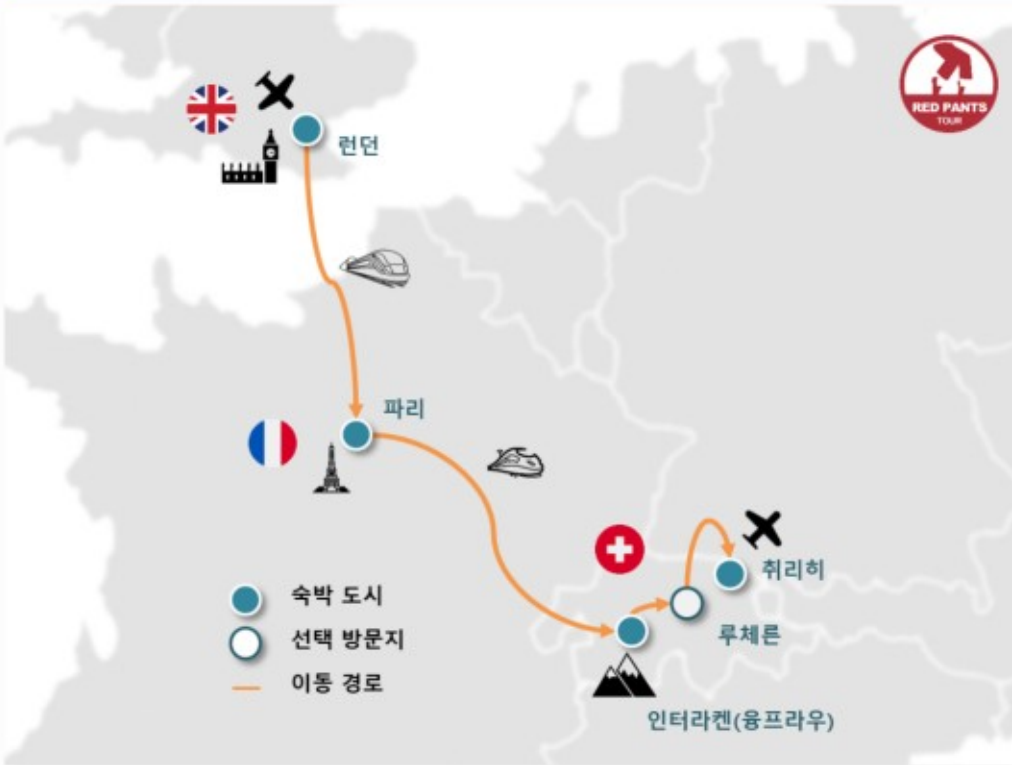 RED PANTS
TOUR
런던
파리
취리히
루체른
인터라켄(융프라우)
숙박 도시
선택 방문지
이동 경로